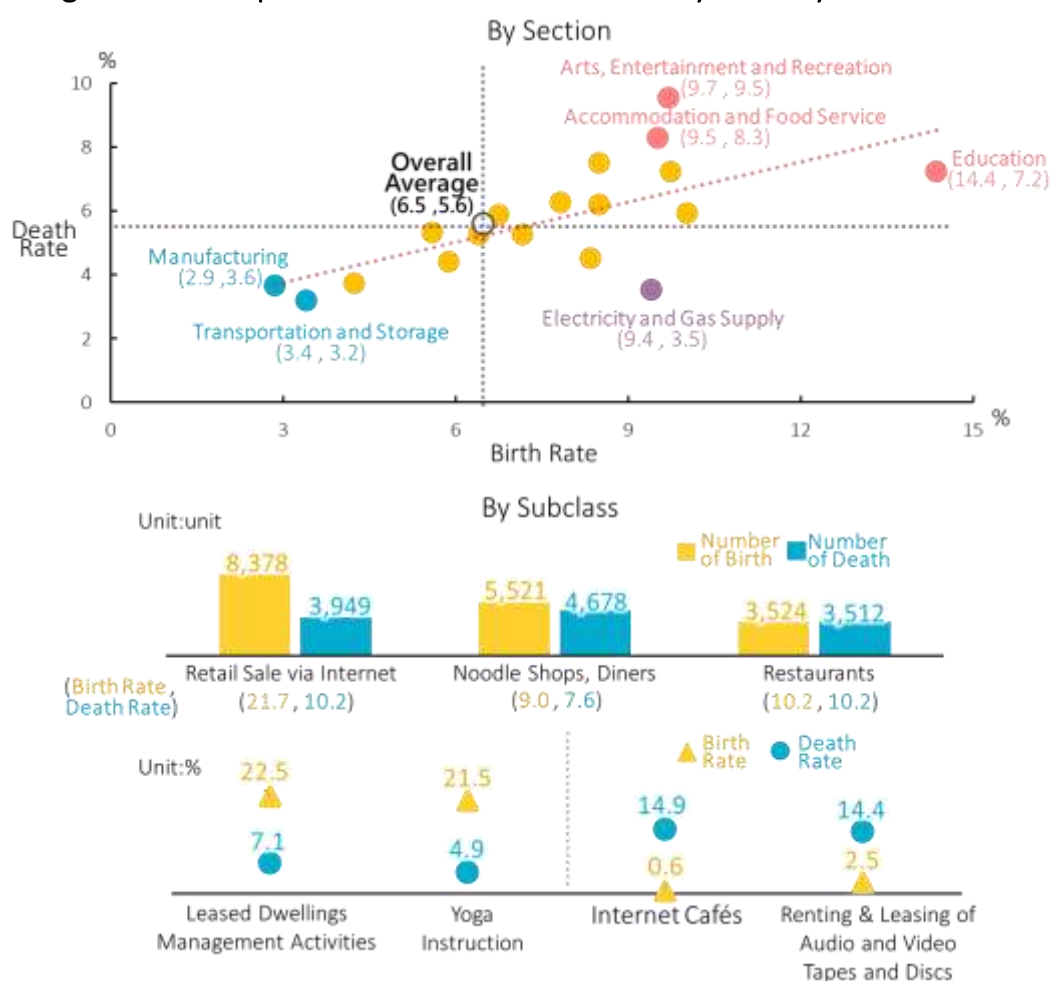 By Section
%
10
8
6
4
2
0
Death
Rate
Arts, Entertainment and Recreation
(9.7 , 9.5)
Accommodation and Food Service
(9.5 , 8.3)
Overall
Average
(6.5 ,5.6)
Education
(14.4 , 7.2)
Manufacturing
(2.9 ,3.6)
Transportation and Storage
(3.4 , 3.2)
Electricity and Gas Supply
(9.4 , 3.5)
0 3 6 9 12 15 %
Birth Rate
By Subclass
Unit:unit
Number of Birth
Number of Death
8,378 3,949 5,521 4,678 3,524 3,512
Retail Sale via Internet Noodle Shops, Diners Restaurants
(Birth Rate, Death Rate) (21.7 , 10.2) (9.0 , 7.6) (10.2 , 10.2)
Unit:%
Birth Rate
Death Rate
22.5 21.5 14.9 14.4
7.1 4.9 0.6 2.5
Leased Dwellings
Management Activities
Yoga
Instruction
Internet Cafés
Renting & Leasing of
Audio and Video
Tapes and Discs